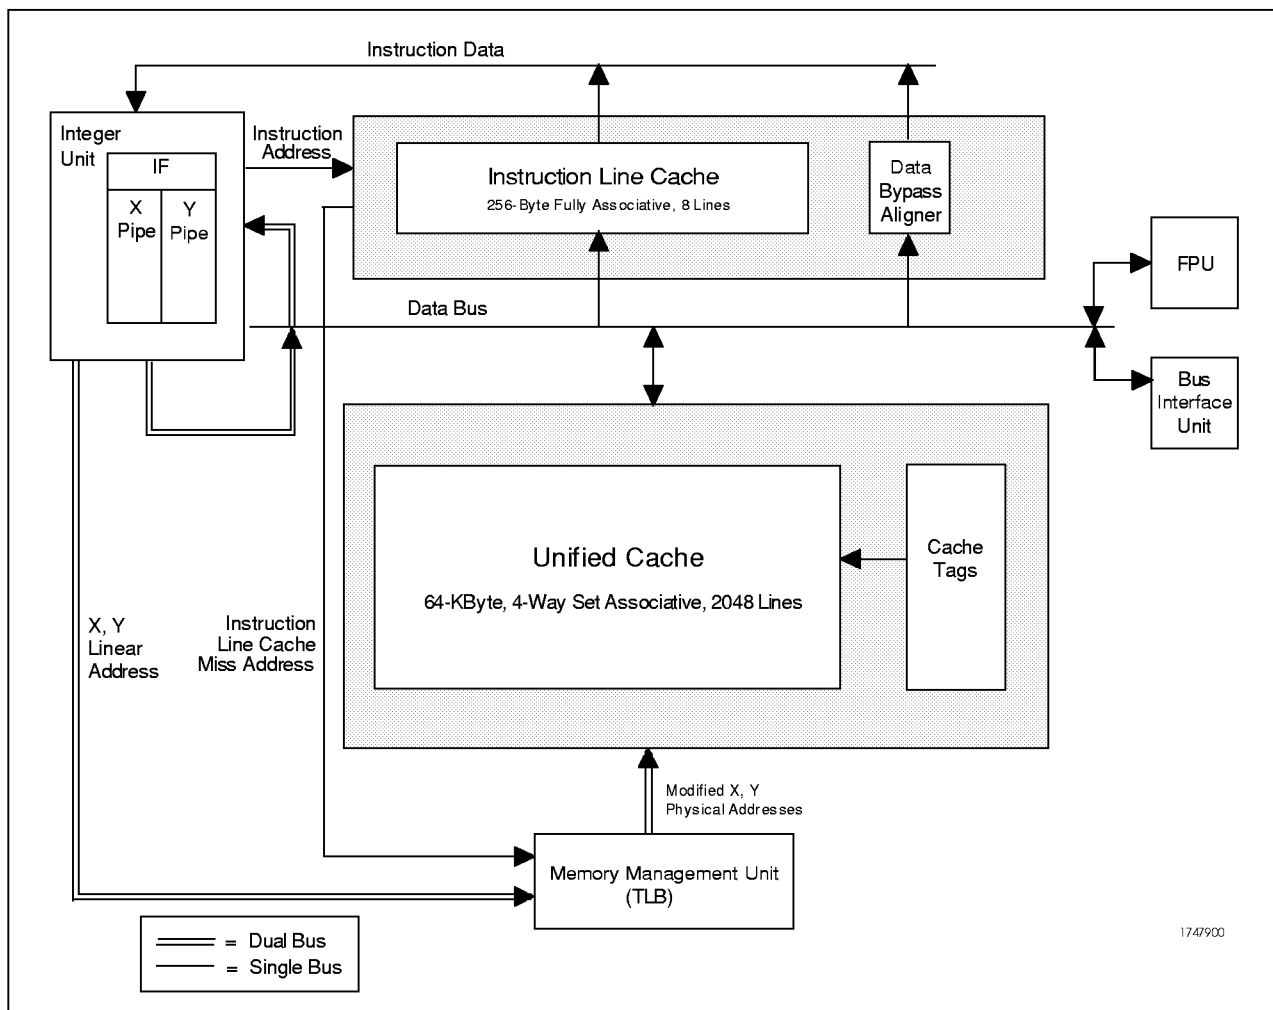 Instruction Data
Integer
Unit
IF
X
Pipe
Y
Pipe
Instruction
Address
Instruction Line Cache
256-Byte Fully Associative, 8 Lines
Data
Bypass
Aligner
FPU
Data Bus
Bus
Interface
Unit
Unified Cache
64-KByte, 4-Way Set Associative, 2048 Lines
Cache
Tags
X, Y
Linear
Address
Instruction
Line Cache
Miss Address
Modified X, Y
Physical Addresses
Memory Management Unit
(TLB)
= Dual Bus
= Single Bus
1747900